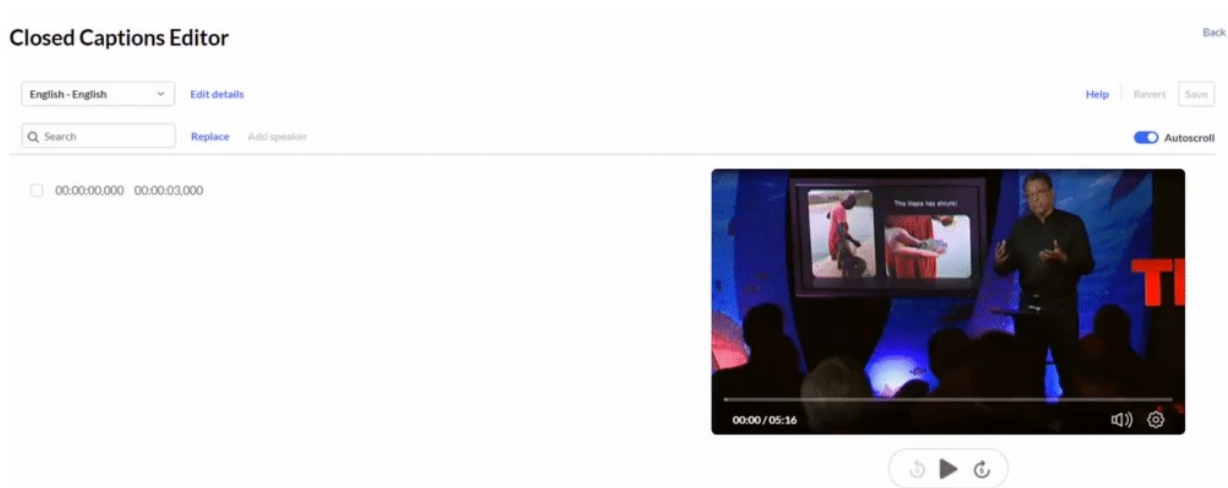 Closed Captions Editor
Back
English - English
Edit details
Help
Revert
Save
Search
Replace
Add speaker
Autoscroll
00:00:00,000 00:00:03,000
This tilapia has shrunk!
T
00:00 / 05:16